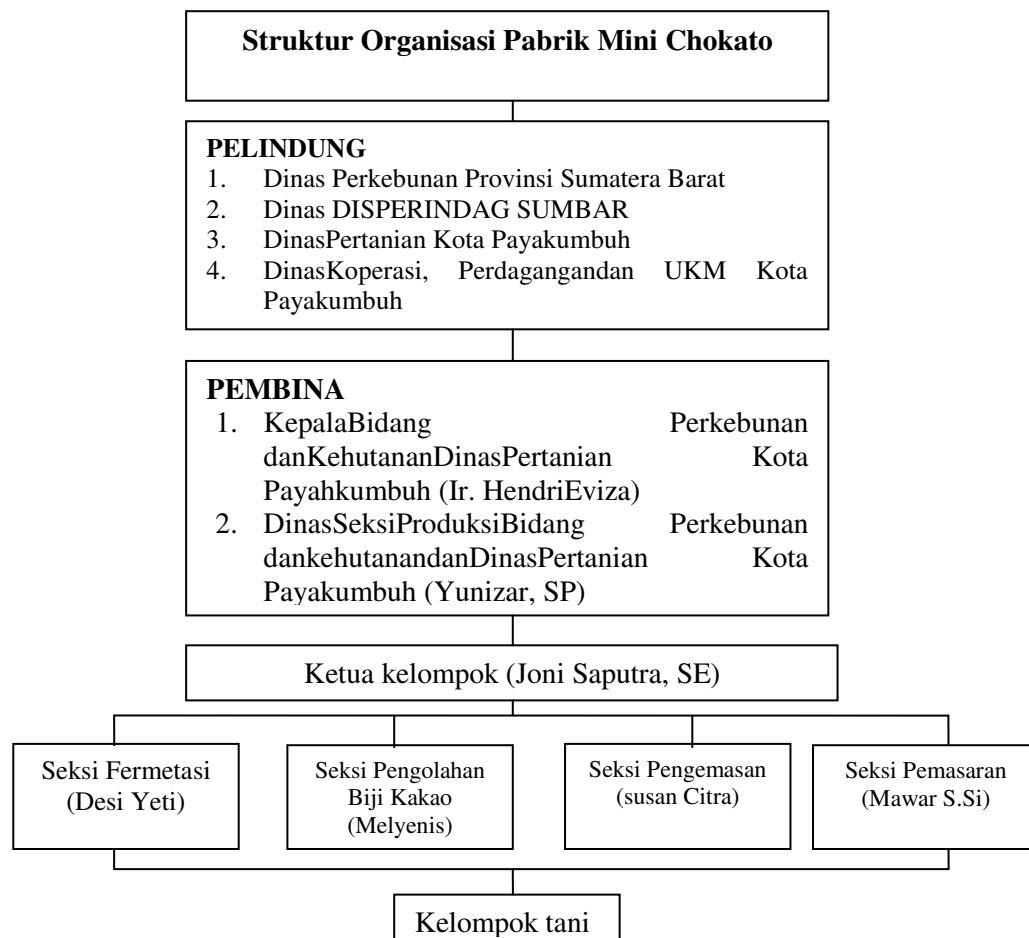 Struktur Organisasi Pabrik Mini Chokato
PELINDUNG
1. Dinas Perkebunan Provinsi Sumatera Barat
2. Dinas DISPERINDAG SUMBAR
3. DinasPertanian Kota Payakumbuh
4. DinasKoperasi, Perdagangandan UKM Kota
Payakumbuh
PEMBINA
1. KepalaBidang Perkebunan
danKehutananDinasPertanian Kota
Payahkumbuh (Ir. HendriEviza)
2. DinasSeksiProduksiBidang Perkebunan
dankehutanandanDinasPertanian Kota
Payakumbuh (Yunizar, SP)
Ketua kelompok (Joni Saputra, SE)
Seksi Fermetasi
(Desi Yeti)
Seksi Pengolahan
Biji Kakao
(Melyenis)
Seksi Pengemasan
(susan Citra)
Seksi Pemasaran
(Mawar S.Si)
Kelompok tani